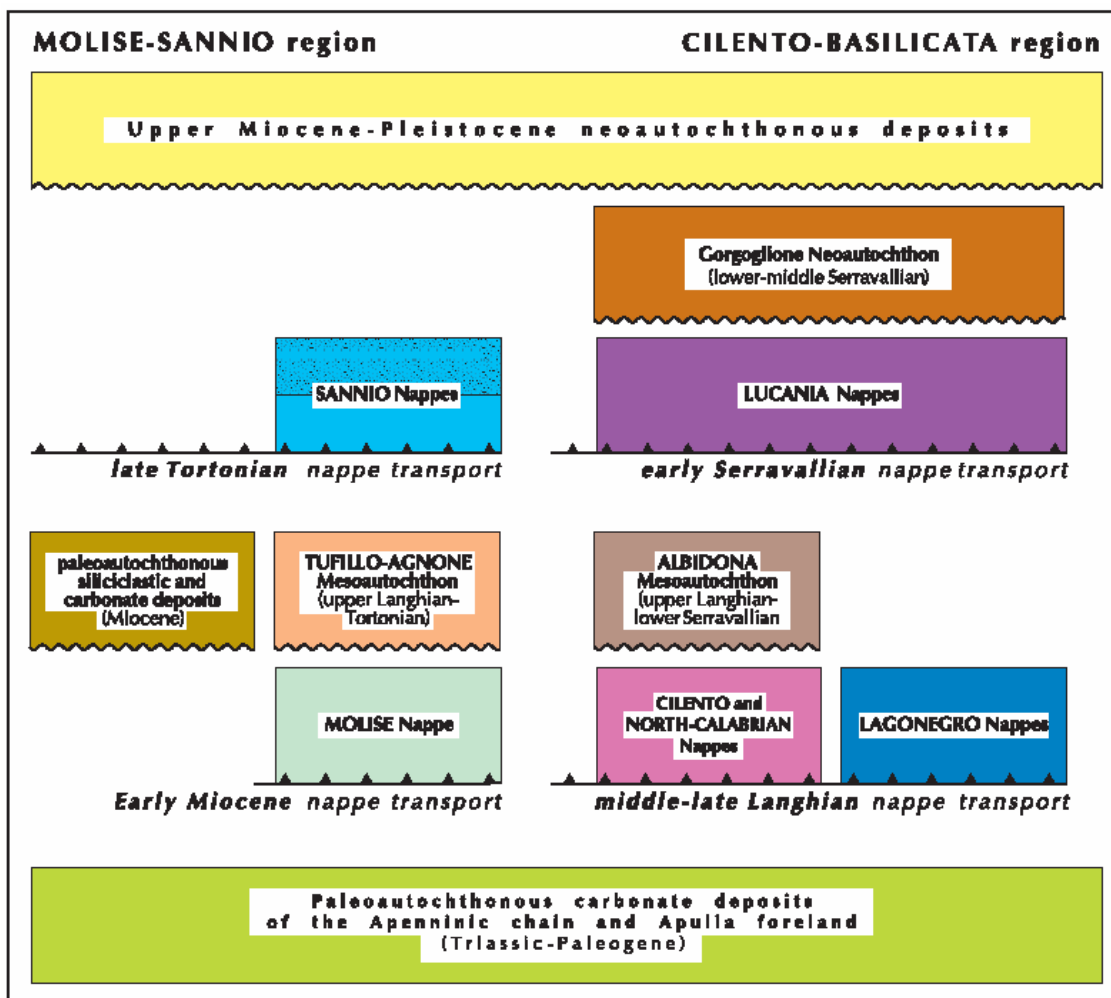 MOLISE-SANNIO region
CILENTO-BASILICATA region
Upper Miocene-Pleistocene neoautochthonous deposits
Gorgoglione Neoautochthon
(lower-middle Serravallian)
SANNIO Nappes
LUCANIA Nappes
late Tortonian nappe transport
early Serravallian nappe transport
paleoautochthonous
siliciclastic and
carbonate deposits
(Miocene)
TUFILLO-AGNONE
Mesoautochthon
(upper Langhian-
Tortonian)
ALBIDONA
Mesoautochthon
(upper Langhian-
lower Serravallian
MOLISE Nappe
CILENTO and
NORTH-CALABRIAN
Nappes
LAGONEGRO Nappes
Early Miocene nappe transport
middle-late Langhian nappe transport
Paleoautochthonous carbonate deposits
of the Apenninic chain and Apulia foreland
(Triassic-Paleogene)